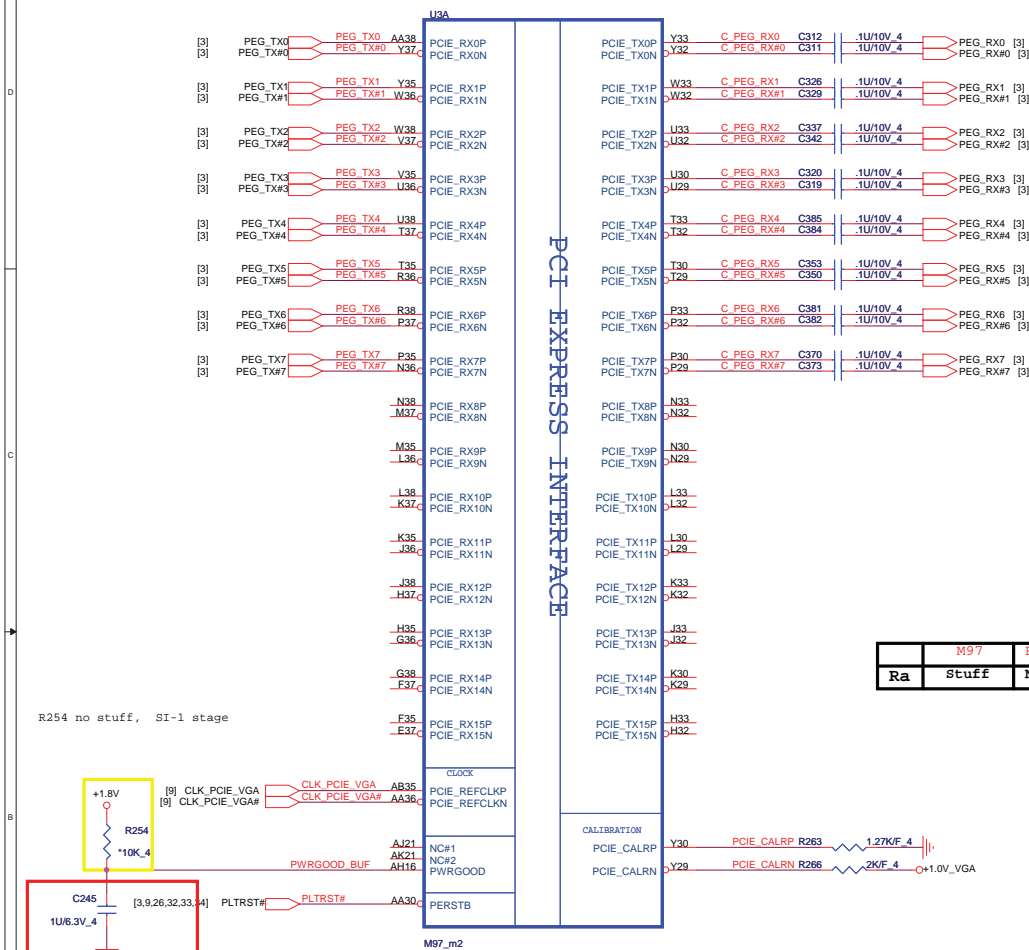 U3A
[3] PEG_TX0 PEG_TX0 AA38 PCIE_RX0P PCIE_TX0P Y33 C_PEG_RX0 C312 .1U/10V_4 PEG_RX0 [3]
[3] PEG_TX#0 PEG_TX#0 Y37 PCIE_RX0N PCIE_TX0N Y32 C_PEG_RX#0 C311 .1U/10V_4 PEG_RX#0 [3]
D
[3] PEG_TX1 PEG_TX1 Y35 PCIE_RX1P PCIE_TX1P W33 C_PEG_RX1 C326 .1U/10V_4 PEG_RX1 [3]
[3] PEG_TX#1 PEG_TX#1 W36 PCIE_RX1N PCIE_TX1N W32 C_PEG_RX#1 C329 .1U/10V_4 PEG_RX#1 [3]
[3] PEG_TX2 PEG_TX2 W38 PCIE_RX2P PCIE_TX2P U33 C_PEG_RX2 C337 .1U/10V_4 PEG_RX2 [3]
[3] PEG_TX#2 PEG_TX#2 V37 PCIE_RX2N PCIE_TX2N U32 C_PEG_RX#2 C342 .1U/10V_4 PEG_RX#2 [3]
[3] PEG_TX3 PEG_TX3 V35 PCIE_RX3P PCIE_TX3P U30 C_PEG_RX3 C320 .1U/10V_4 PEG_RX3 [3]
[3] PEG_TX#3 PEG_TX#3 U36 PCIE_RX3N PCIE_TX3N U29 C_PEG_RX#3 C319 .1U/10V_4 PEG_RX#3 [3]
[3] PEG_TX4 PEG_TX4 U38 PCIE_RX4P PCIE_TX4P T33 C_PEG_RX4 C385 .1U/10V_4 PEG_RX4 [3]
[3] PEG_TX#4 PEG_TX#4 T37 PCIE_RX4N PCIE_TX4N T32 C_PEG_RX#4 C384 .1U/10V_4 PEG_RX#4 [3]
[3] PEG_TX5 PEG_TX5 T35 PCIE_RX5P PCIE_TX5P T30 C_PEG_RX5 C353 .1U/10V_4 PEG_RX5 [3]
[3] PEG_TX#5 PEG_TX#5 R36 PCIE_RX5N PCIE_TX5N T29 C_PEG_RX#5 C350 .1U/10V_4 PEG_RX#5 [3]
[3] PEG_TX6 PEG_TX6 R38 PCIE_RX6P PCIE_TX6P P33 C_PEG_RX6 C381 .1U/10V_4 PEG_RX6 [3]
[3] PEG_TX#6 PEG_TX#6 P37 PCIE_RX6N PCIE_TX6N P32 C_PEG_RX#6 C382 .1U/10V_4 PEG_RX#6 [3]
[3] PEG_TX7 PEG_TX7 P35 PCIE_RX7P PCIE_TX7P P30 C_PEG_RX7 C370 .1U/10V_4 PEG_RX7 [3]
[3] PEG_TX#7 PEG_TX#7 N36 PCIE_RX7N PCIE_TX7N P29 C_PEG_RX#7 C373 .1U/10V_4 PEG_RX#7 [3]
PCI EXPRESS INTERFACE
N38 PCIE_RX8P PCIE_TX8P N33
M37 PCIE_RX8N PCIE_TX8N N32
C
M35 PCIE_RX9P PCIE_TX9P N30
L36 PCIE_RX9N PCIE_TX9N N29
L38 PCIE_RX10P PCIE_TX10P L33
K37 PCIE_RX10N PCIE_TX10N L32
K35 PCIE_RX11P PCIE_TX11P L30
J36 PCIE_RX11N PCIE_TX11N L29
J38 PCIE_RX12P PCIE_TX12P K33
H37 PCIE_RX12N PCIE_TX12N K32
H35 PCIE_RX13P PCIE_TX13P J33
G36 PCIE_RX13N PCIE_TX13N J32
G38 PCIE_RX14P PCIE_TX14P K30
F37 PCIE_RX14N PCIE_TX14N K29
F35 PCIE_RX15P PCIE_TX15P H33
E37 PCIE_RX15N PCIE_TX15N H32
M97
Ra Stuff
R254 no stuff, SI-1 stage
CLOCK
[9] CLK_PCIE_VGA CLK_PCIE_VGA AB35 PCIE_REFCLKP
[9] CLK_PCIE_VGA# CLK_PCIE_VGA# AA36 PCIE_REFCLKN
B
+1.8V
R254
*10K_4
CALIBRATION
AJ21 NC#1
AK21 NC#2
PWRGOOD_BUF AH16 PWRGOOD
PCIE_CALRP Y30 PCIE_CALRP R263 1.27K/F_4
PCIE_CALRN Y29 PCIE_CALRN R266 2K/F_4 +1.0V_VGA
C245
1U/6.3V_4
[3,9,26,32,33,34] PLTRST# PLTRST# AA30 PERSTB
M97_m2